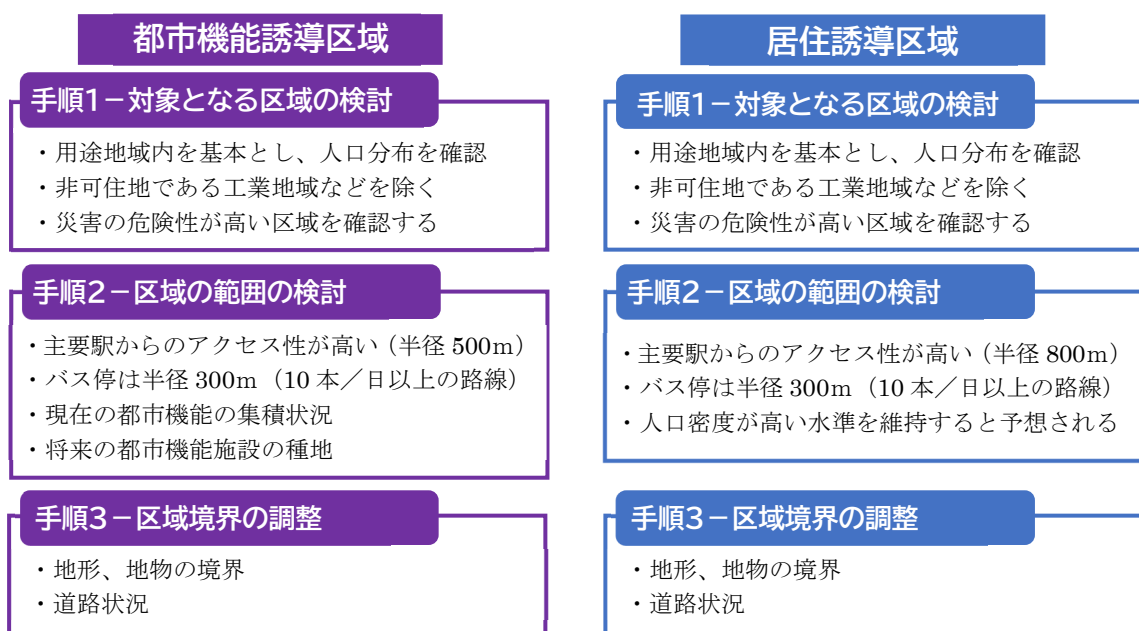 都市機能誘導区域
手順1－対象となる区域の検討
・用途地域内を基本とし、人口分布を確認
・非可住地である工業地域などを除く
・災害の危険性が高い区域を確認する
手順2－区域の範囲の検討
・主要駅からのアクセス性が高い（半径 500m）
・バス停は半径 300m（10 本／日以上の路線）
・現在の都市機能の集積状況
・将来の都市機能施設の種地
手順3－区域境界の調整
・地形、地物の境界
・道路状況
居住誘導区域
手順1－対象となる区域の検討
・用途地域内を基本とし、人口分布を確認
・非可住地である工業地域などを除く
・災害の危険性が高い区域を確認する
手順2－区域の範囲の検討
・主要駅からのアクセス性が高い（半径 800m）
・バス停は半径 300m（10 本／日以上の路線）
・人口密度が高い水準を維持すると予想される
手順3－区域境界の調整
・地形、地物の境界
・道路状況